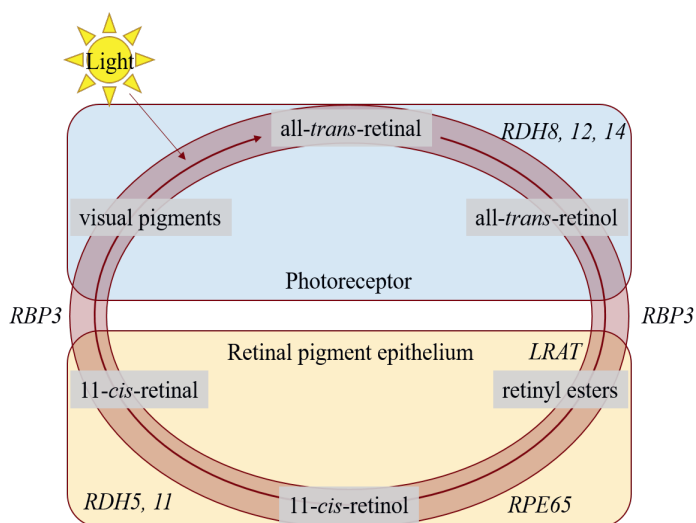 Light
all-trans-retinal
RDH8, 12, 14
visual pigments
all-trans-retinol
Photoreceptor
RBP3
RBP3
Retinal pigment epithelium
LRAT
11-cis-retinal
retinyl esters
RDH5, 11
11-cis-retinol
RPE65